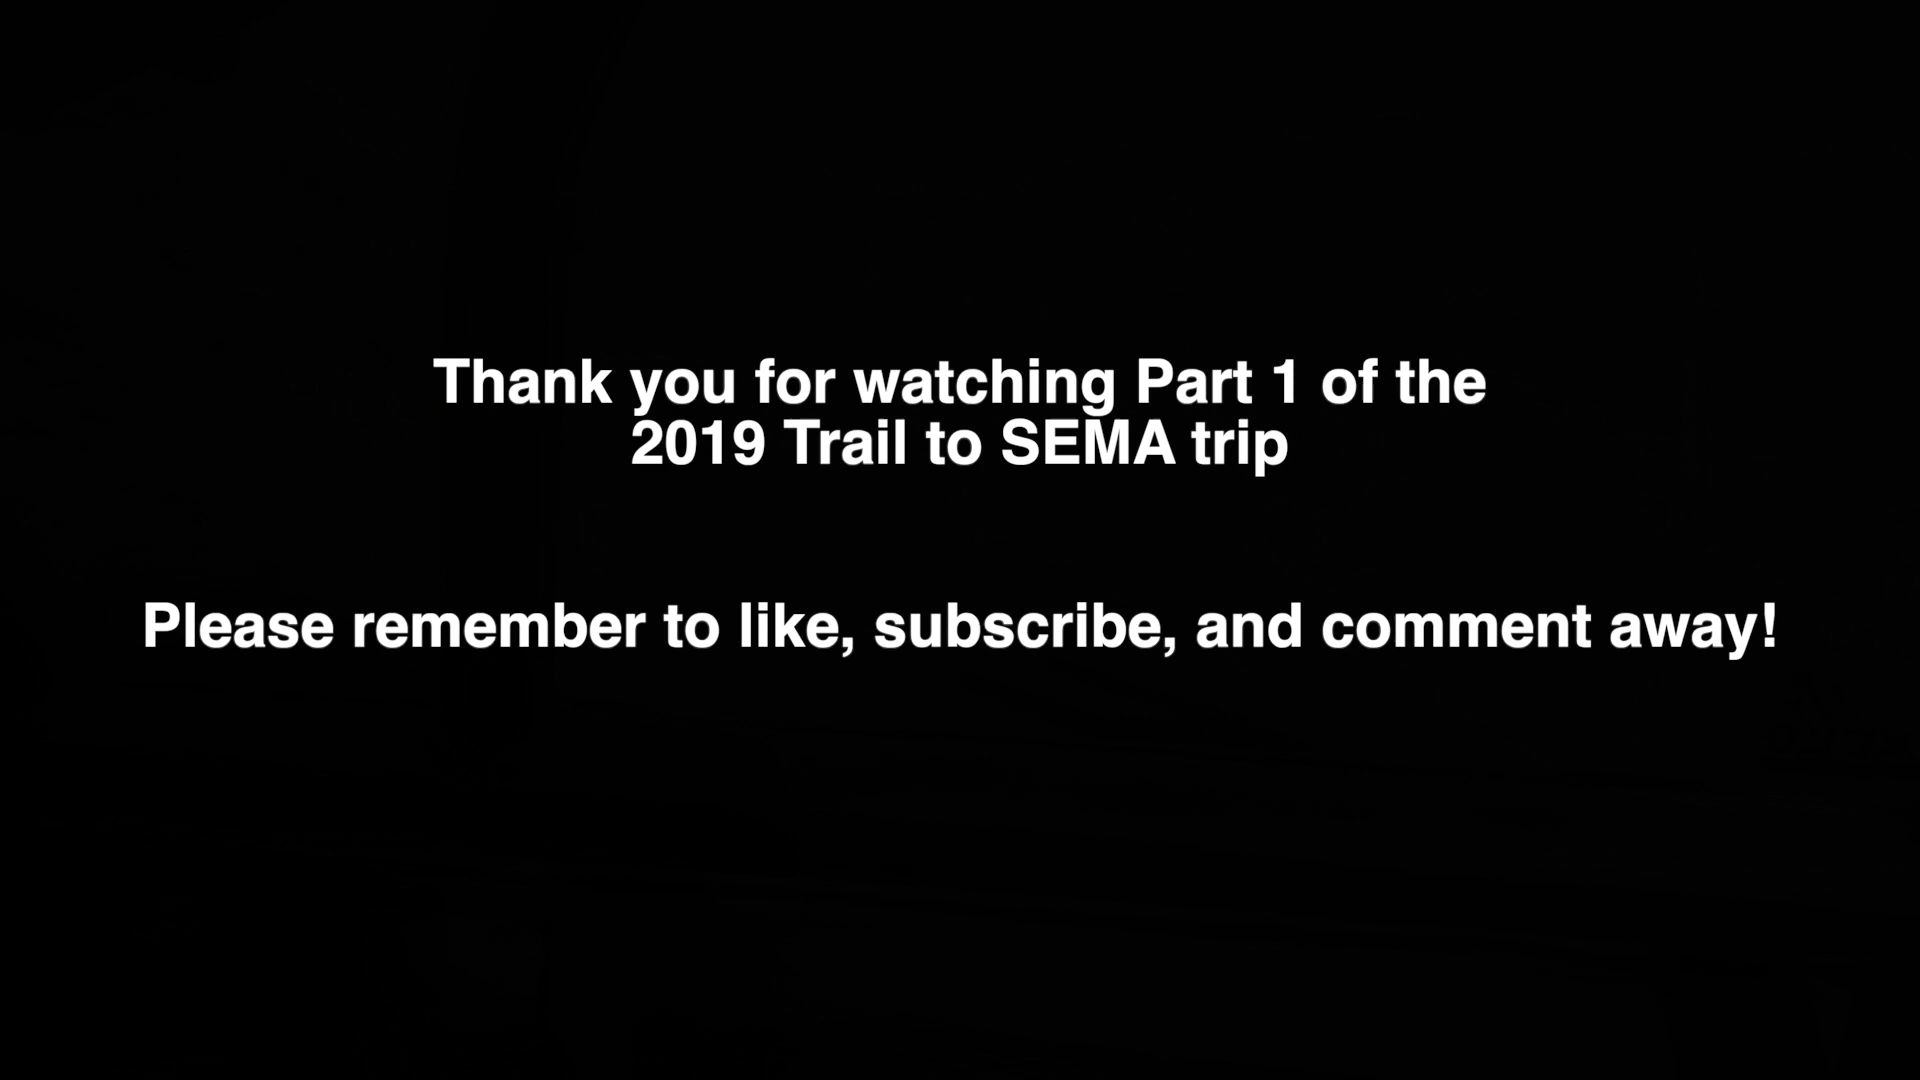 Thank you for watching Part 1 of the
2019 Trail to SEMA trip
Please remember to like, subscribe, and comment away!